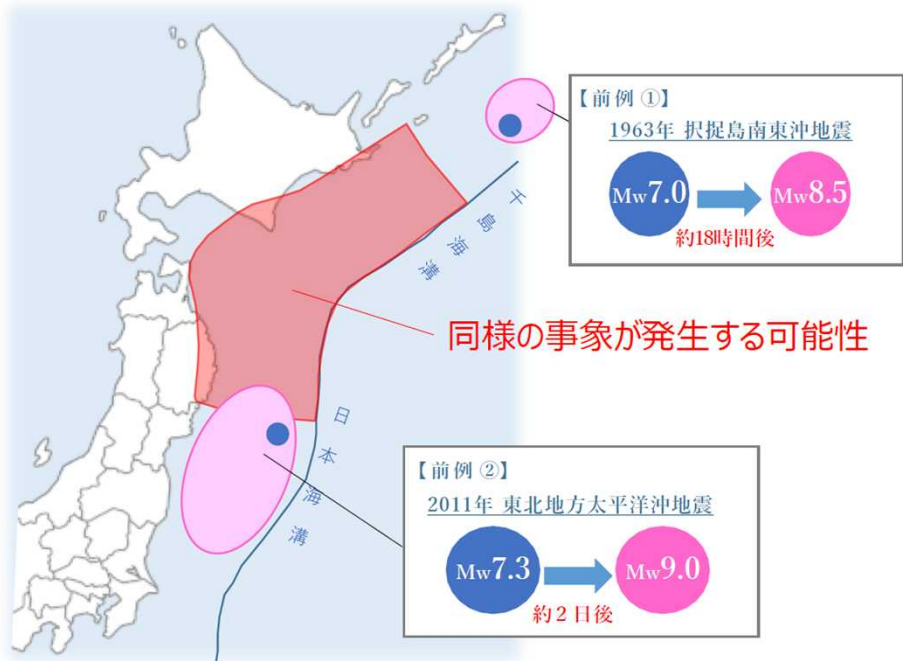 【前例 ①】
1963年 択捉島南東沖地震
Mw7.0
Mw8.5
約18時間後
千島海溝
同様の事象が発生する可能性
日本海溝
【前例 ②】
2011年 東北地方太平洋沖地震
Mw7.3
Mw9.0
約2日後